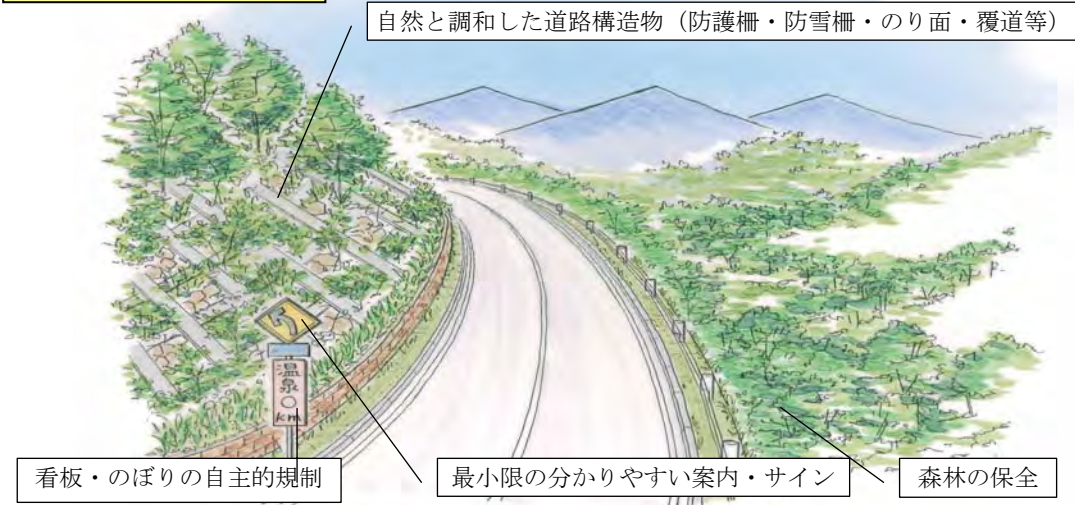 自然と調和した道路構造物（防護柵・防雪柵・のり面・覆道等）
温泉
○
km
看板・のぼりの自主的規制
最小限の分かりやすい案内・サイン
森林の保全